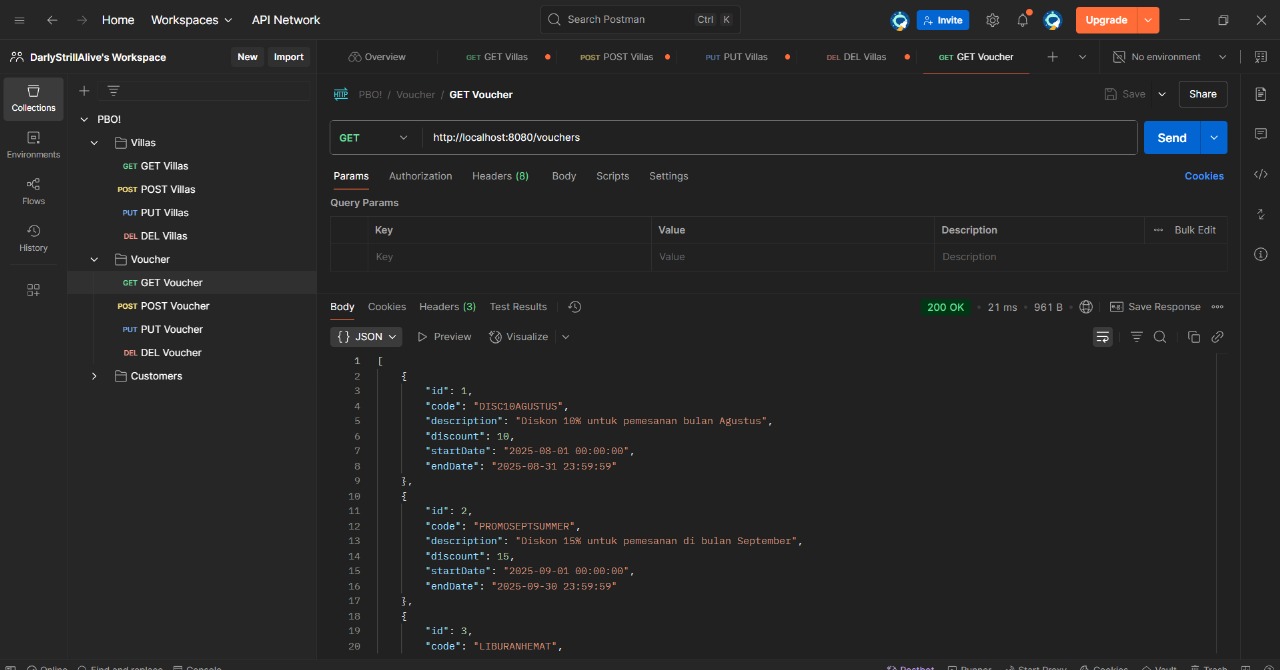 Home Workspaces API Network Search Postman Ctrl K Invite Upgrade
DarlyStrillAlive's Workspace New Import Overview GET GET Villas POST POST Villas PUT PUT Villas DEL DEL Villas GET GET Voucher No environment
Collections
Environments
Flows
History
PBO!
Villas
GET GET Villas
POST POST Villas
PUT PUT Villas
DEL DEL Villas
Voucher
GET GET Voucher
POST POST Voucher
PUT PUT Voucher
DEL DEL Voucher
Customers
HTTP PBO! / Voucher / GET Voucher Save Share
GET http://localhost:8080/vouchers Send
Params Authorization Headers (8) Body Scripts Settings Cookies
Query Params
Key Value Description Bulk Edit
Key Value Description
Body Cookies Headers (3) Test Results 200 OK 21 ms 961 B Save Response
{} JSON Preview Visualize
1 [
2 {
3 "id": 1,
4 "code": "DISC10AGUSTUS",
5 "description": "Diskon 10% untuk pemesanan bulan Agustus",
6 "discount": 10,
7 "startDate": "2025-08-01 00:00:00",
8 "endDate": "2025-08-31 23:59:59"
9 },
10 {
11 "id": 2,
12 "code": "PROMOSEPTSUMMER",
13 "description": "Diskon 15% untuk pemesanan di bulan September",
14 "discount": 15,
15 "startDate": "2025-09-01 00:00:00",
16 "endDate": "2025-09-30 23:59:59"
17 },
18 {
19 "id": 3,
20 "code": "LIBURANHEMAT",
Online Find and replace Console Postbot Runner Start Proxy Cookies Vault Trash